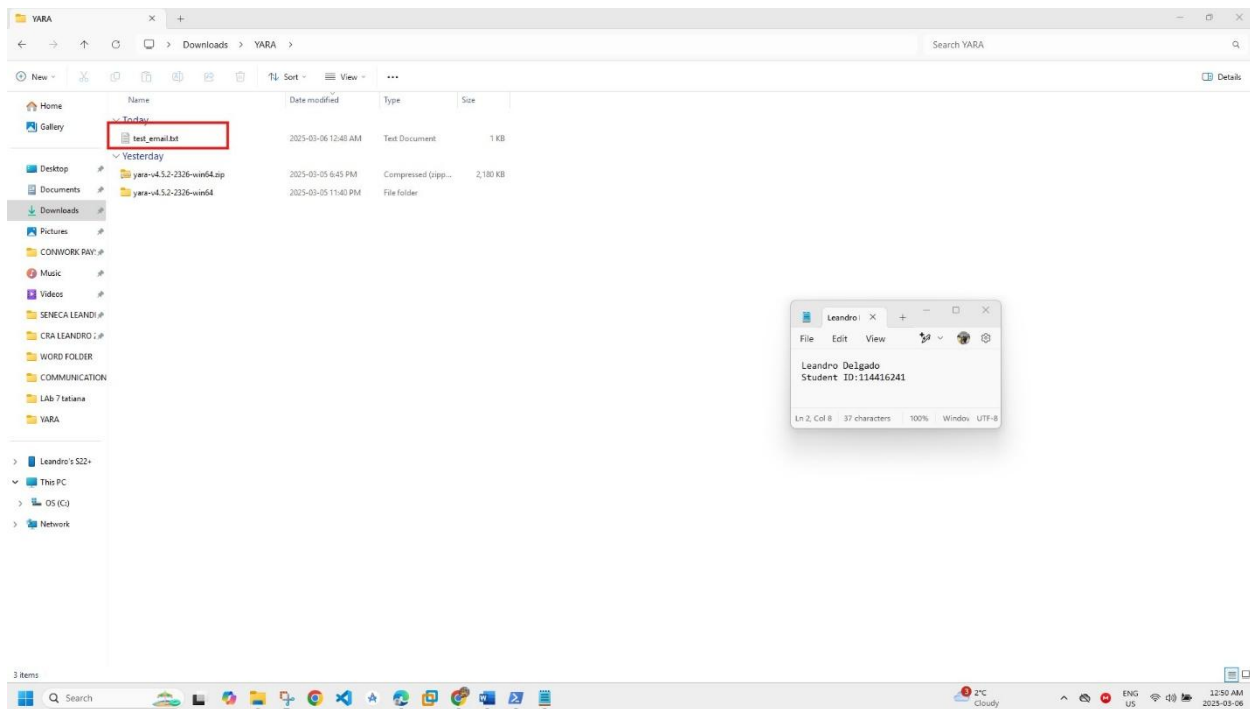 YARA
Downloads > YARA >
Search YARA
New
Sort
View
Details
Name Date modified Type Size
Today
test_email.txt 2025-03-06 12:48 AM Text Document 1 KB
Yesterday
yara-v4.5.2-2326-win64.zip 2025-03-05 6:45 PM Compressed (zipp... 2,180 KB
yara-v4.5.2-2326-win64 2025-03-05 11:40 PM File folder
Home
Gallery
Desktop
Documents
Downloads
Pictures
CONWORK PAY
Music
Videos
SENECA LEANDI
CRA LEANDRO
WORD FOLDER
COMMUNICATION
LAb 7 tatiana
YARA
Leandro's S22+
This PC
OS (C:)
Network
Leandro
File Edit View
Leandro Delgado
Student ID:114416241
Ln 2, Col 8 37 characters 100% Windov UTF-8
3 items
Search
3
2°C
Cloudy
ENG
US
12:50 AM
2025-03-06